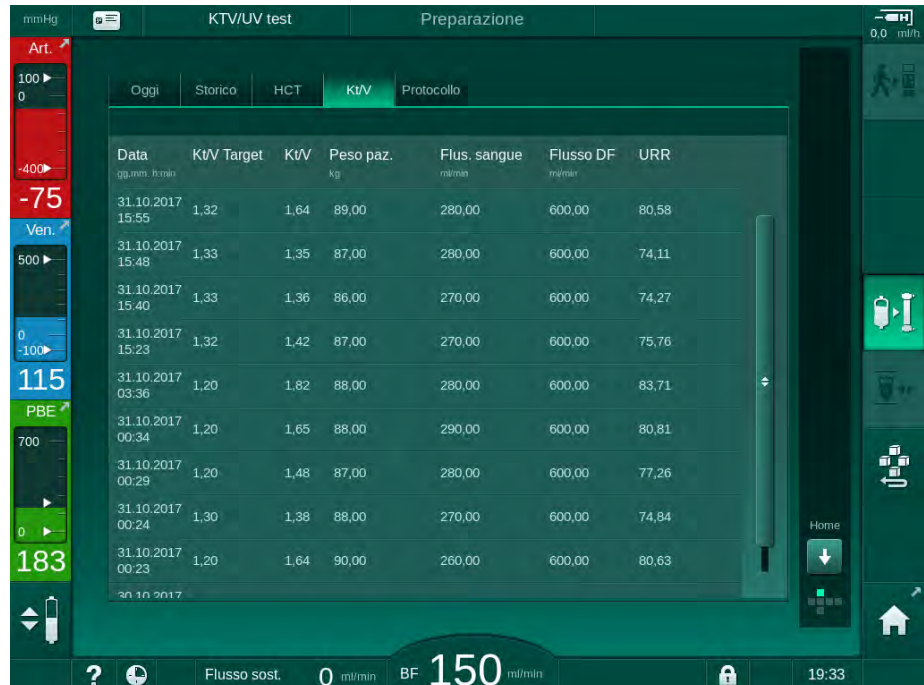 mmHg KTV/UV test Preparazione
0,0 ml/h
Art.
100
0
-400
-75
Ven.
500
0
-100
115
PBE
700
0
183
Oggi Storico HCT Kt/V Protocollo
Data Kt/V Target Kt/V Peso paz. Flus. sangue Flusso DF URR
gg.mm. h:min kg ml/min ml/min
31.10.2017
15:55 1,32 1,64 89,00 280,00 600,00 80,58
31.10.2017
15:48 1,33 1,35 87,00 280,00 600,00 74,11
31.10.2017
15:40 1,33 1,36 86,00 270,00 600,00 74,27
31.10.2017
15:23 1,32 1,42 87,00 270,00 600,00 75,76
31.10.2017
03:36 1,20 1,82 88,00 280,00 600,00 83,71
31.10.2017
00:34 1,20 1,65 88,00 290,00 600,00 80,81
31.10.2017
00:29 1,20 1,48 87,00 280,00 600,00 77,26
31.10.2017
00:24 1,30 1,38 88,00 270,00 600,00 74,84
31.10.2017
00:23 1,20 1,64 90,00 260,00 600,00 80,63
30.10.2017
Home
? Flusso sost. 0 ml/min BF 150 ml/min 19:33